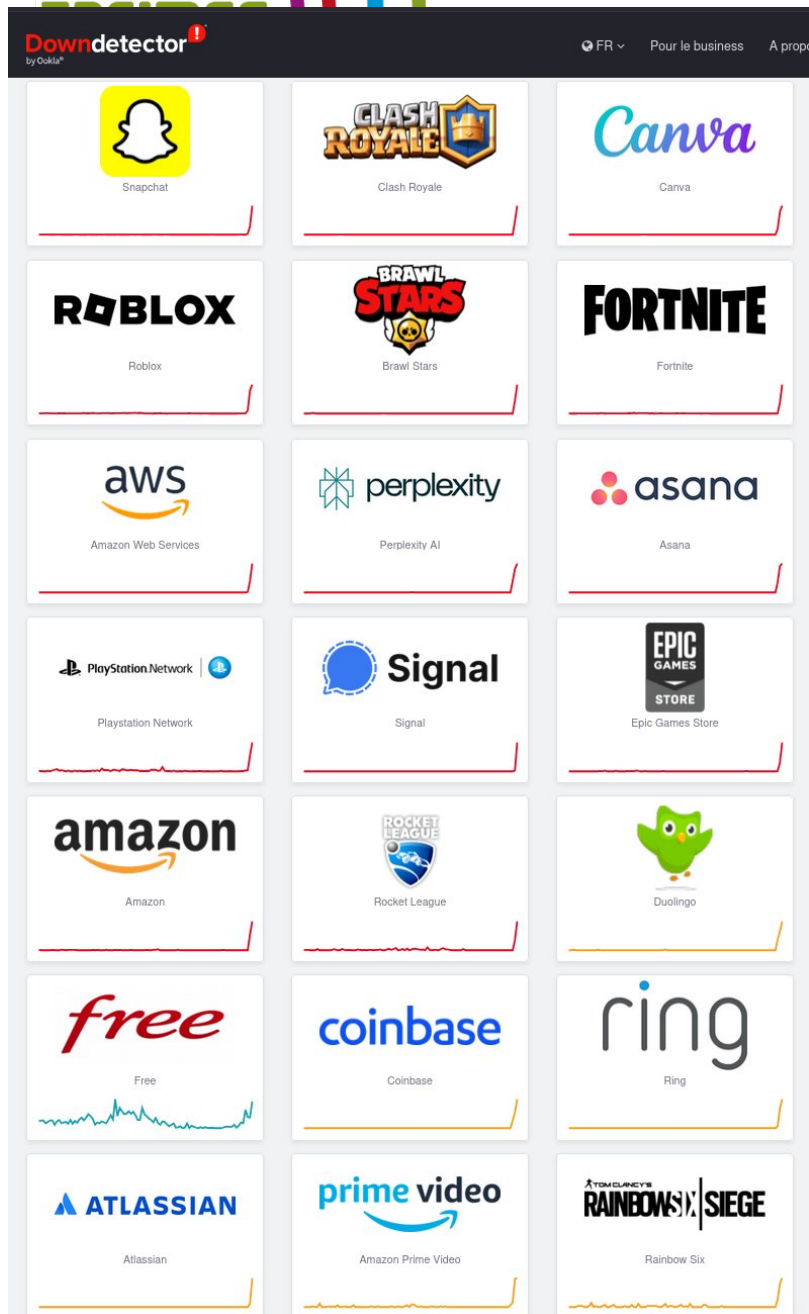 Downdetector!
by Ookla®
FR
Pour le business
A propo
CLASH
ROYALE
Canva
Snapchat
Clash Royale
Canva
ROBLOX
BRAWL
STARS
FORTNITE
Roblox
Brawl Stars
Fortnite
aws
perplexity
asana
Amazon Web Services
Perplexity AI
Asana
PlayStation.Network
Signal
EPIC
GAMES
STORE
Playstation Network
Signal
Epic Games Store
amazon
ROCKET
LEAGUE
Amazon
Rocket League
Duolingo
free
coinbase
ring
Free
Coinbase
Ring
ATLASSIAN
prime video
TOM CLANCY'S
RAINBOWSIX SIEGE
Atlassian
Amazon Prime Video
Rainbow Six